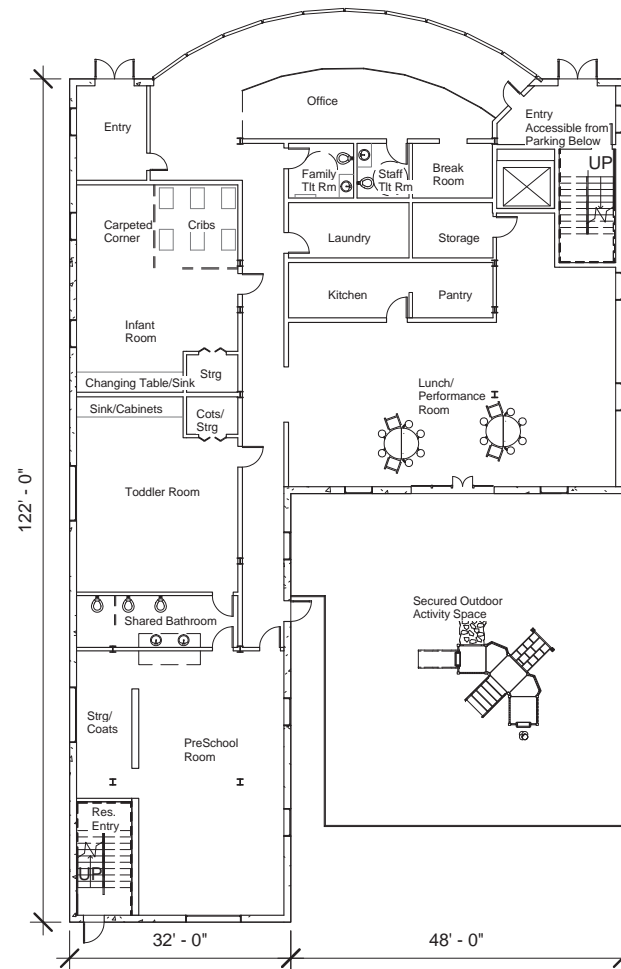 Office
Entry
Entry
Accessible from
Parking Below
UP
Family
Tlt Rm
Staff
Tlt Rm
Break
Room
Carpeted
Corner
Cribs
Laundry
Storage
Kitchen
Pantry
Infant
Room
Strg
Changing Table/Sink
Lunch/
Performance
Room
Sink/Cabinets
Cots/
Strg
Toddler Room
122' - 0"
Secured Outdoor
Activity Space
Shared Bathroom
Strg/
Coats
PreSchool
Room
Res.
Entry
UP
32' - 0"
48' - 0"